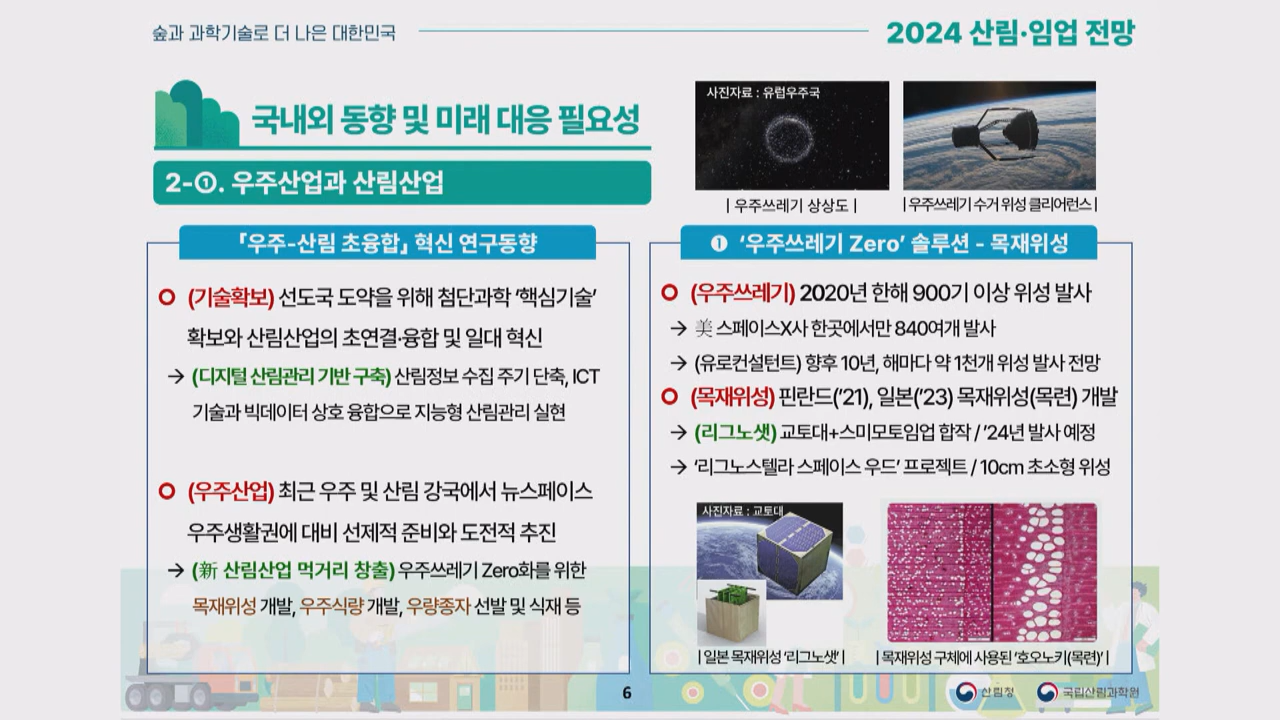 숲과 과학기술로 더 나은 대한민국
2024 산림·임업 전망
국내외 동향 및 미래 대응 필요성
2-①. 우주산업과 산림산업
사진자료 : 유럽우주국
| 우주쓰레기 상상도 |
| 우주쓰레기 수거 위성 클리어런스 |
『우주-산림 초융합』 혁신 연구동향
(기술확보) 선도국 도약을 위해 첨단과학 ‘핵심기술’
확보와 산림산업의 초연결·융합 및 일대 혁신
→ (디지털 산림관리 기반 구축) 산림정보 수집 주기 단축, ICT
기술과 빅데이터 상호 융합으로 지능형 산림관리 실현
(우주산업) 최근 우주 및 산림 강국에서 뉴스페이스
우주생활권에 대비 선제적 준비와 도전적 추진
→ (新 산림산업 먹거리 창출) 우주쓰레기 Zero화를 위한
목재위성 개발, 우주식량 개발, 우량종자 선발 및 식재 등
❶ ‘우주쓰레기 Zero’ 솔루션 - 목재위성
(우주쓰레기) 2020년 한해 900기 이상 위성 발사
→ 美 스페이스X사 한곳에서만 840여개 발사
→ (유로컨설턴트) 향후 10년, 해마다 약 1천개 위성 발사 전망
(목재위성) 핀란드(’21), 일본(’23) 목재위성(목련) 개발
→ (리그노샛) 교토대+스미모토임업 합작 / ’24년 발사 예정
→ ‘리그노스텔라 스페이스 우드’ 프로젝트 / 10cm 초소형 위성
사진자료 : 교토대
| 일본 목재위성 ‘리그노샛’ |
| 목재위성 구체에 사용된 ‘호오노키(목련)’ |
6
산림청
국립산림과학원